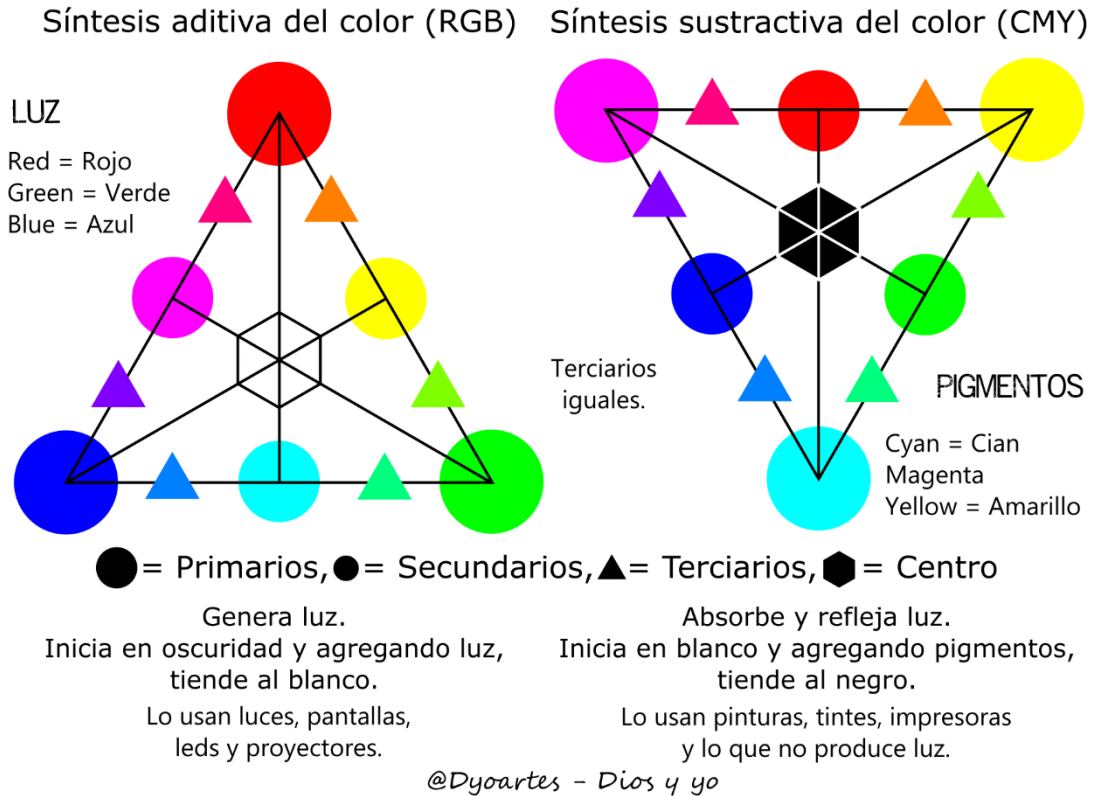 Síntesis aditiva del color (RGB)
LUZ
Red = Rojo
Green = Verde
Blue = Azul
Síntesis sustractiva del color (CMY)
Terciarios
iguales.
PIGMENTOS
Cyan = Cian
Magenta
Yellow = Amarillo
= Primarios, = Secundarios, = Terciarios, = Centro
Genera luz.
Inicia en oscuridad y agregando luz,
tiende al blanco.
Lo usan luces, pantallas,
leds y proyectores.
Absorbe y refleja luz.
Inicia en blanco y agregando pigmentos,
tiende al negro.
Lo usan pinturas, tintes, impresoras
y lo que no produce luz.
@Dyoartes - Dios y yo